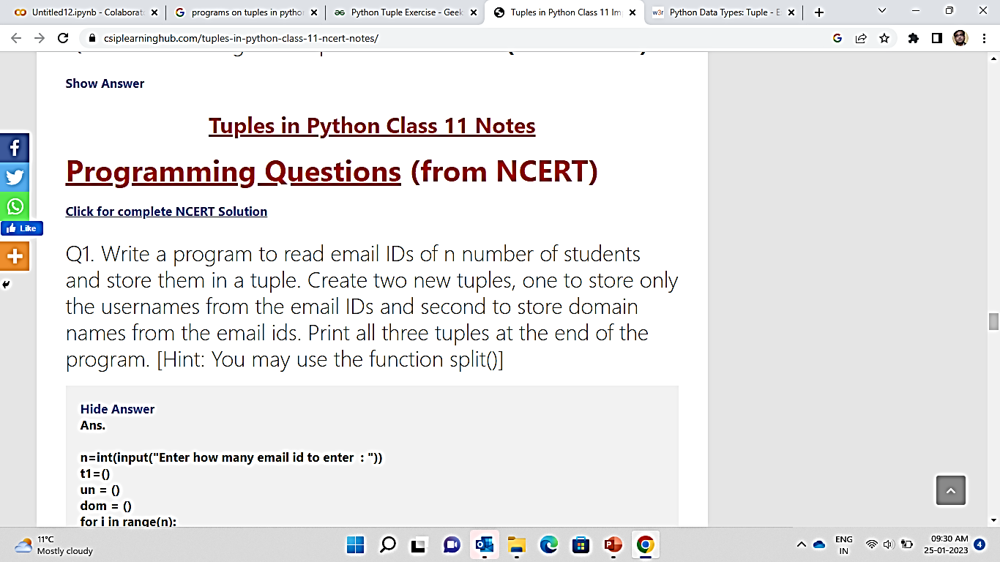 Untitled12.ipynb - Colaborat
programs on tuples in pythor
Python Tuple Exercise - Geek
Tuples in Python Class 11 Im
w3r Python Data Types: Tuple - E
csiplearninghub.com/tuples-in-python-class-11-ncert-notes/
Show Answer
Tuples in Python Class 11 Notes
Programming Questions (from NCERT)
Click for complete NCERT Solution
Like
Q1. Write a program to read email IDs of n number of students
and store them in a tuple. Create two new tuples, one to store only
the usernames from the email IDs and second to store domain
names from the email ids. Print all three tuples at the end of the
program. [Hint: You may use the function split()]
Hide Answer
Ans.
n=int(input("Enter how many email id to enter : "))
t1=()
un = ()
dom = ()
for i in range(n):
11°C
Mostly cloudy
ENG
IN
09:30 AM
25-01-2023
4